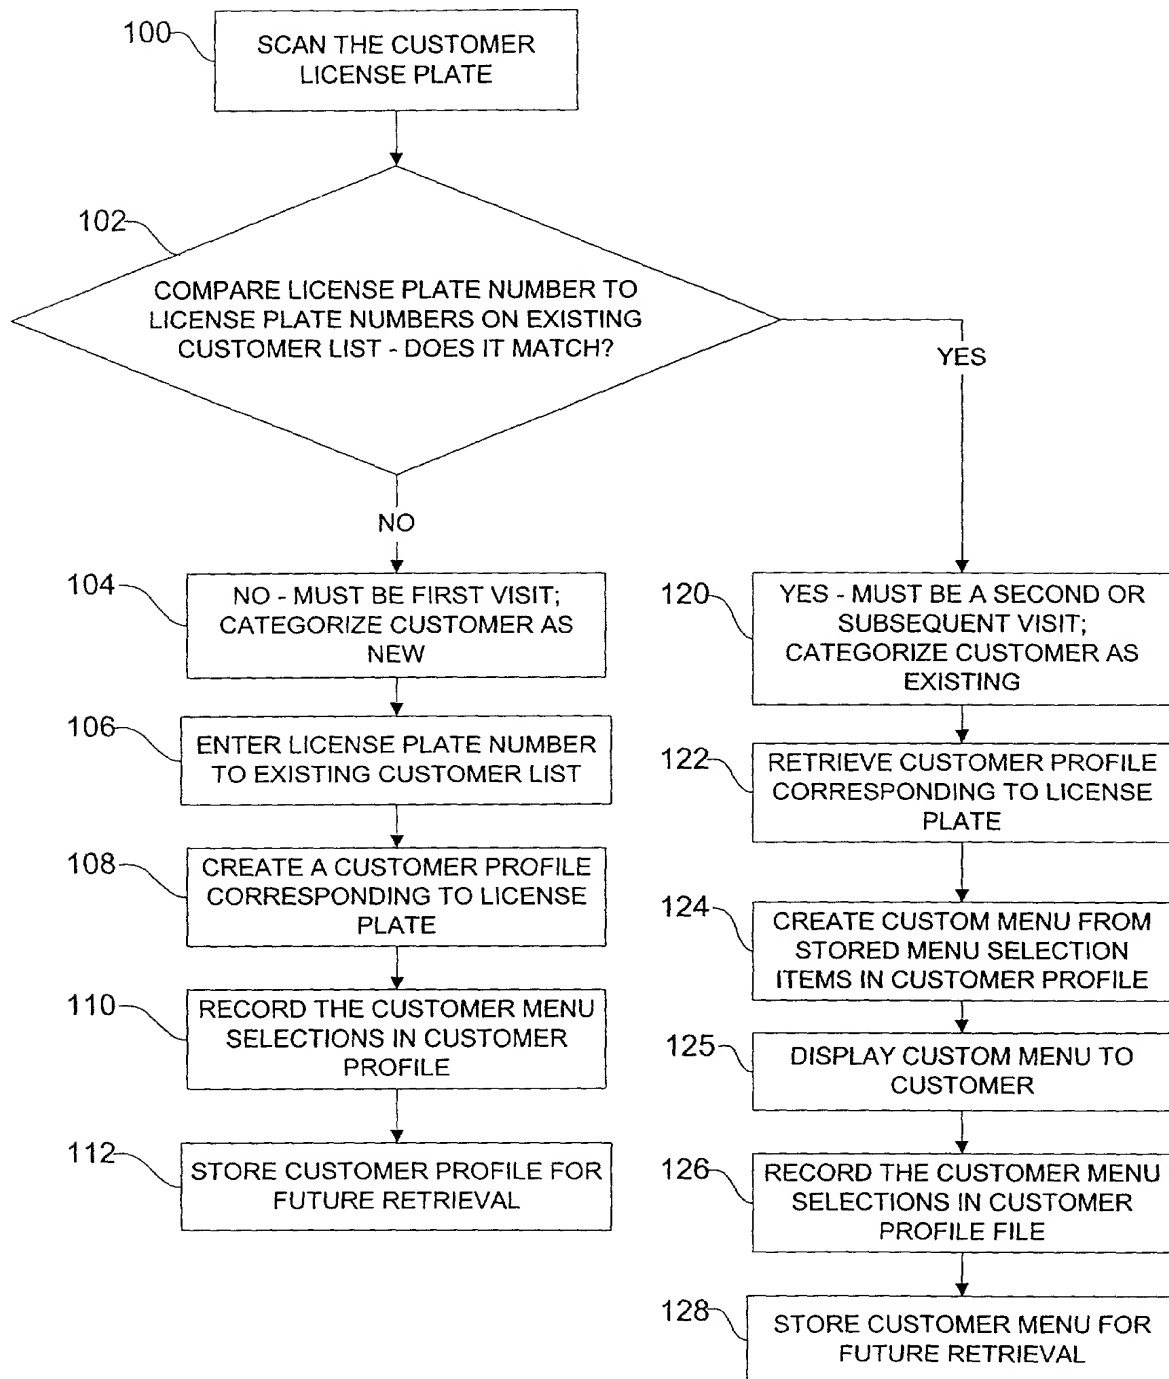 100
SCAN THE CUSTOMER
LICENSE PLATE
102
COMPARE LICENSE PLATE NUMBER TO
LICENSE PLATE NUMBERS ON EXISTING
CUSTOMER LIST - DOES IT MATCH?
YES
NO
104
NO - MUST BE FIRST VISIT;
CATEGORIZE CUSTOMER AS
NEW
106
ENTER LICENSE PLATE NUMBER
TO EXISTING CUSTOMER LIST
108
CREATE A CUSTOMER PROFILE
CORRESPONDING TO LICENSE
PLATE
110
RECORD THE CUSTOMER MENU
SELECTIONS IN CUSTOMER
PROFILE
112
STORE CUSTOMER PROFILE FOR
FUTURE RETRIEVAL
120
YES - MUST BE A SECOND OR
SUBSEQUENT VISIT;
CATEGORIZE CUSTOMER AS
EXISTING
122
RETRIEVE CUSTOMER PROFILE
CORRESPONDING TO LICENSE
PLATE
124
CREATE CUSTOM MENU FROM
STORED MENU SELECTION
ITEMS IN CUSTOMER PROFILE
125
DISPLAY CUSTOM MENU TO
CUSTOMER
126
RECORD THE CUSTOMER MENU
SELECTIONS IN CUSTOMER
PROFILE FILE
128
STORE CUSTOMER MENU FOR
FUTURE RETRIEVAL